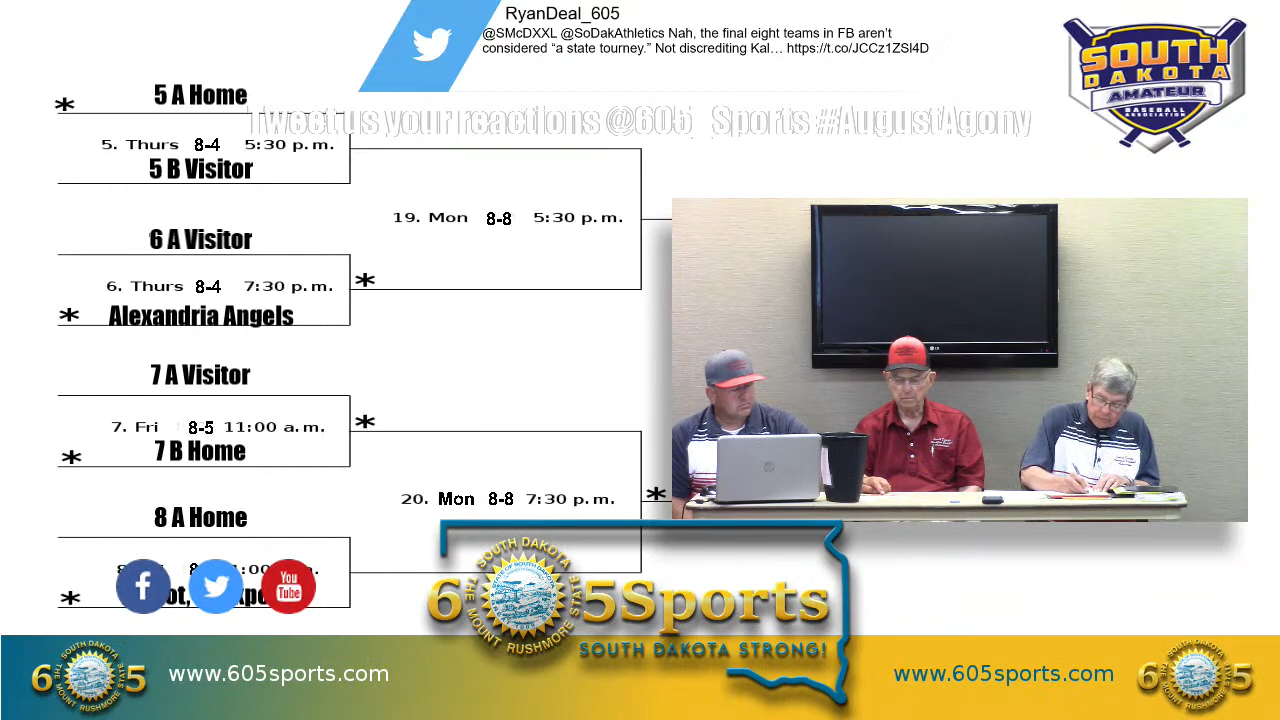 RyanDeal_605
@SMcDXXL @SoDakAthletics Nah, the final eight teams in FB aren't
considered “a state tourney.” Not discrediting Kal… https://t.co/JCCz1ZSl4D
SOUTH
DAKOTA
AMATEUR
BASEBALL
ASSOCIATION
Tweet us your reactions @605_Sports #AugustAgony
* 5 A Home
5. Thurs 8-4 5:30 p.m.
5 B Visitor
19. Mon 8-8 5:30 p.m.
6 A Visitor
6. Thurs 8-4 7:30 p.m. *
* Alexandria Angels
7 A Visitor
7. Fri 8-5 11:00 a.m. *
* 7 B Home
20. Mon 8-8 7:30 p.m. *
8 A Home
*
f
You
Tube
605Sports
SOUTH DAKOTA STATE
THE MOUNT RUSHMORE
SOUTH DAKOTA STRONG!
605
www.605sports.com
www.605sports.com
605